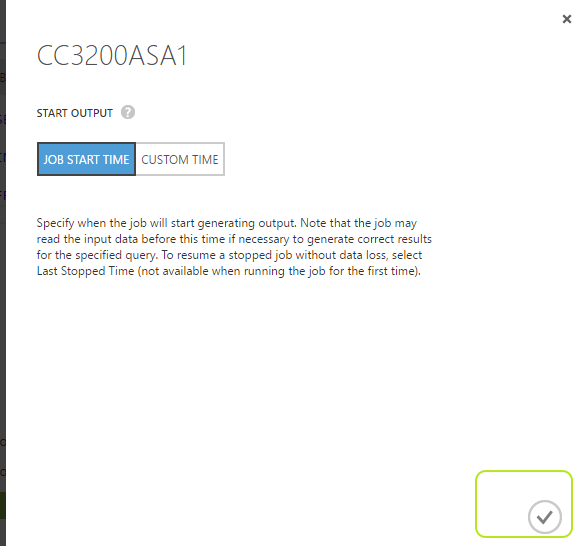 CC3200ASA1
START OUTPUT ?
JOB START TIME CUSTOM TIME
Specify when the job will start generating output. Note that the job may
read the input data before this time if necessary to generate correct results
for the specified query. To resume a stopped job without data loss, select
Last Stopped Time (not available when running the job for the first time).